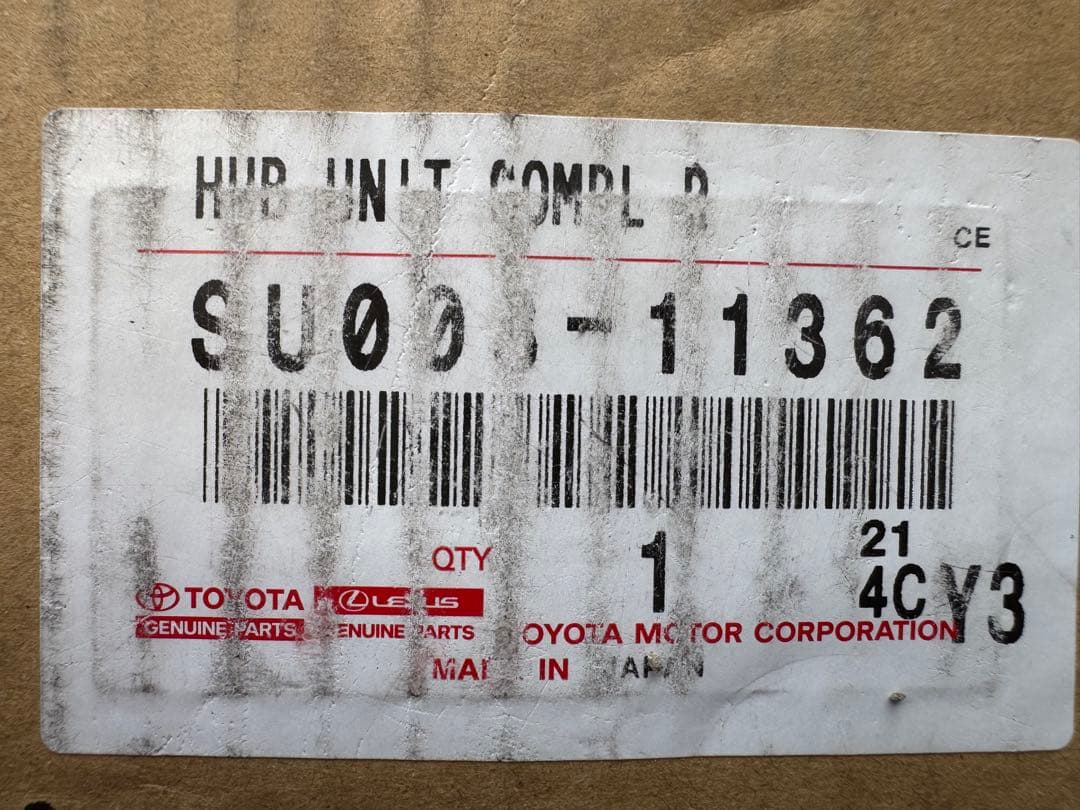 HUB UNIT COMPL R
CE
SU003-11362
QTY 1 21
4C Y3
TOYOTA LEXUS
GENUINE PARTS GENUINE PARTS TOYOTA MOTOR CORPORATION
MADE IN JAPAN